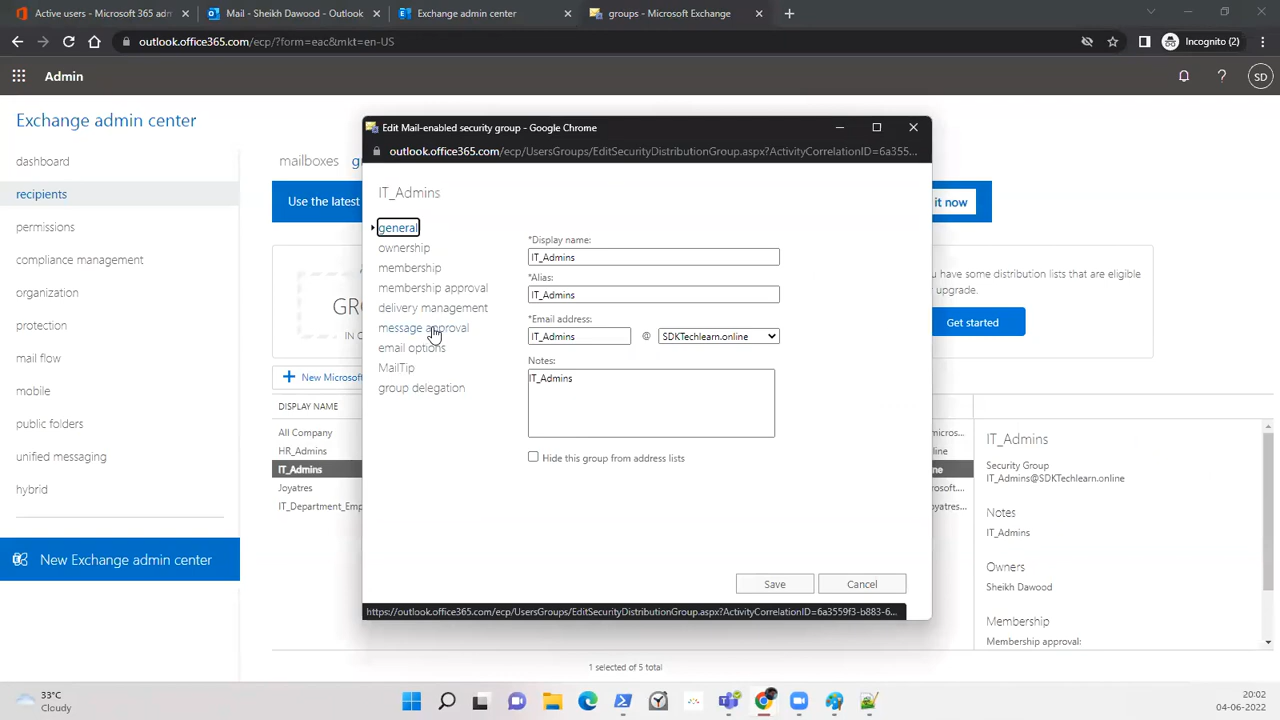 Active users - Microsoft 365 adm
Mail - Sheikh Dawood - Outlook
Exchange admin center
groups - Microsoft Exchange
outlook.office365.com/ecp/?form=eac&mkt=en-US
Incognito (2)
Admin
SD
Exchange admin center
dashboard
recipients
permissions
compliance management
organization
protection
mail flow
mobile
public folders
unified messaging
hybrid
New Exchange admin center
mailboxes
Use the latest
it now
IN C
ou have some distribution lists that are eligible
upgrade.
Get started
New Microsof
DISPLAY NAME
All Company
HR_Admins
IT_Admins
Joyatres
IT_Department_Emp
micros...
line
ne
osoft....
oyatres...
1 selected of 5 total
IT_Admins
Security Group
IT_Admins@SDKTechlearn.online
Notes
IT_Admins
Owners
Sheikh Dawood
Membership
Membership approval:
Edit Mail-enabled security group - Google Chrome
outlook.office365.com/ecp/UsersGroups/EditSecurityDistributionGroup.aspx?ActivityCorrelationID=6a355...
IT_Admins
general
ownership
membership
membership approval
delivery management
message approval
email options
MailTip
group delegation
*Display name:
IT_Admins
*Alias:
IT_Admins
*Email address:
IT_Admins @ SDKTechlearn.online
Notes:
IT_Admins
Hide this group from address lists
Save
Cancel
https://outlook.office365.com/ecp/UsersGroups/EditSecurityDistributionGroup.aspx?ActivityCorrelationID=6a3559f3-b883-6...
33°C
Cloudy
20:02
04-06-2022